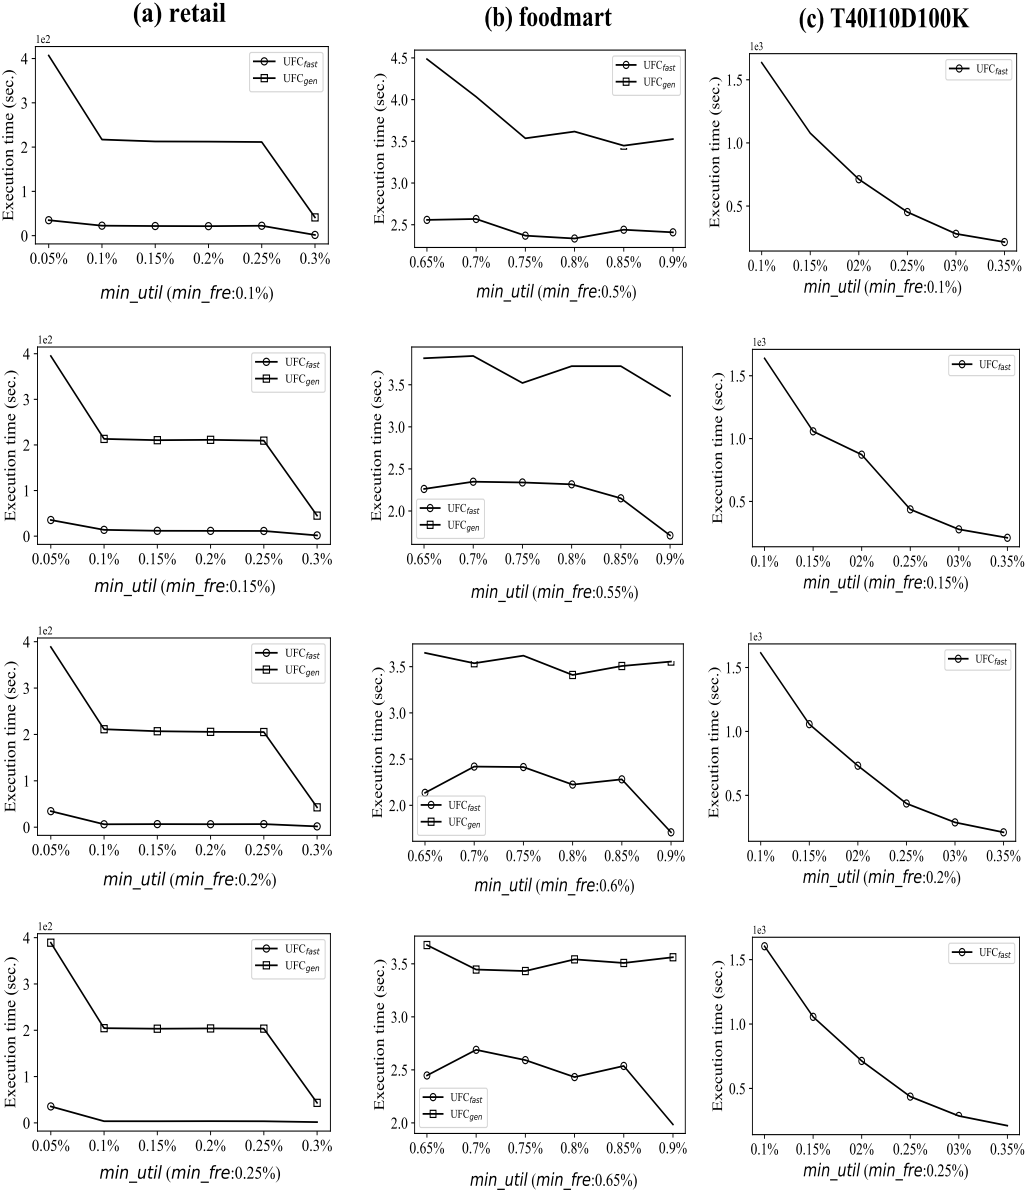 (a) retail
(b) foodmart
(c) T40I10D100K
1e2
Execution time (sec.)
4
3
2
1
0
UFCfast
UFCgen
0.05% 0.1% 0.15% 0.2% 0.25% 0.3%
min_util (min_fre:0.1%)
Execution time (sec.)
4.5
4.0
3.5
3.0
2.5
UFCfast
UFCgen
0.65% 0.7% 0.75% 0.8% 0.85% 0.9%
min_util (min_fre:0.5%)
1e3
Execution time (sec.)
1.5
1.0
0.5
UFCfast
0.1% 0.15% 02% 0.25% 03% 0.35%
min_util (min_fre:0.1%)
1e2
Execution time (sec.)
4
3
2
1
0
UFCfast
UFCgen
0.05% 0.1% 0.15% 0.2% 0.25% 0.3%
min_util (min_fre:0.15%)
Execution time (sec.)
3.5
3.0
2.5
2.0
UFCfast
UFCgen
0.65% 0.7% 0.75% 0.8% 0.85% 0.9%
min_util (min_fre:0.55%)
1e3
Execution time (sec.)
1.5
1.0
0.5
UFCfast
0.1% 0.15% 02% 0.25% 03% 0.35%
min_util (min_fre:0.15%)
1e2
Execution time (sec.)
4
3
2
1
0
UFCfast
UFCgen
0.05% 0.1% 0.15% 0.2% 0.25% 0.3%
min_util (min_fre:0.2%)
Execution time (sec.)
3.5
3.0
2.5
2.0
UFCfast
UFCgen
0.65% 0.7% 0.75% 0.8% 0.85% 0.9%
min_util (min_fre:0.6%)
1e3
Execution time (sec.)
1.5
1.0
0.5
UFCfast
0.1% 0.15% 02% 0.25% 03% 0.35%
min_util (min_fre:0.2%)
1e2
Execution time (sec.)
4
3
2
1
0
UFCfast
UFCgen
0.05% 0.1% 0.15% 0.2% 0.25% 0.3%
min_util (min_fre:0.25%)
Execution time (sec.)
3.5
3.0
2.5
2.0
UFCfast
UFCgen
0.65% 0.7% 0.75% 0.8% 0.85% 0.9%
min_util (min_fre:0.65%)
1e3
Execution time (sec.)
1.5
1.0
0.5
UFCfast
0.1% 0.15% 02% 0.25% 03% 0.35%
min_util (min_fre:0.25%)